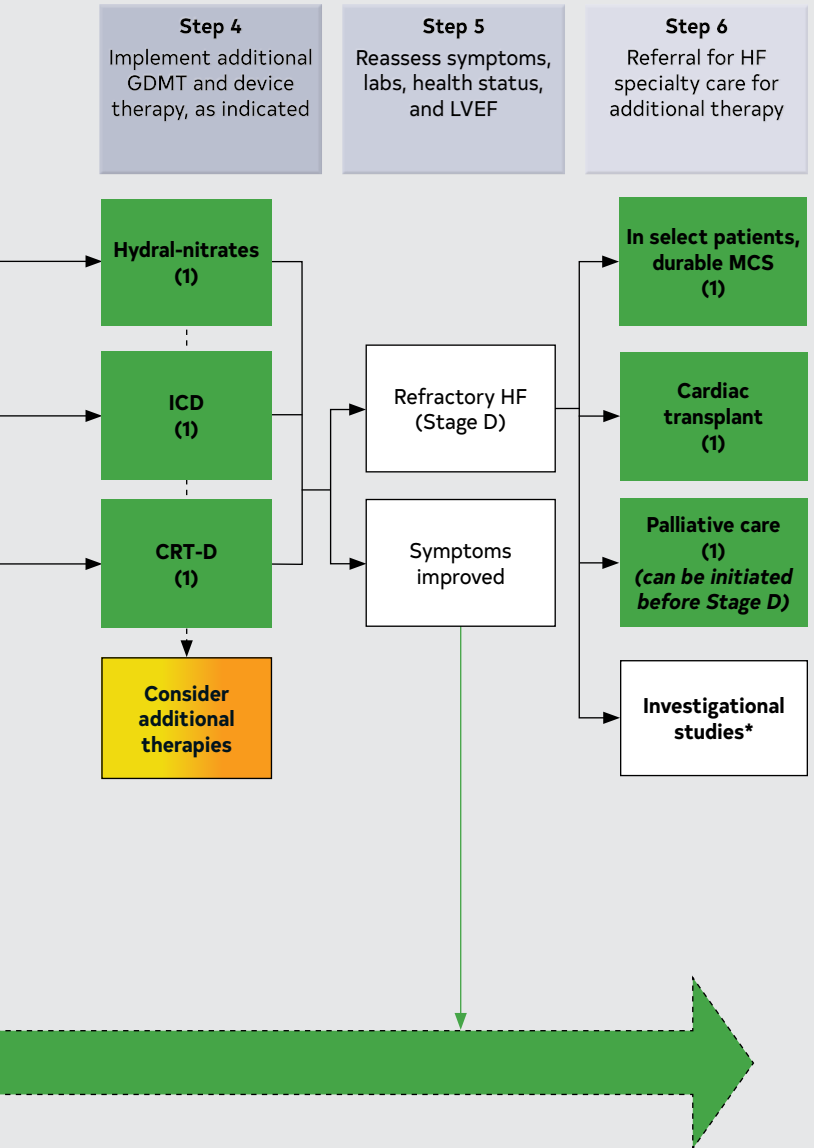 Step 4
Implement additional
GDMT and device
therapy, as indicated
Step 5
Reassess symptoms,
labs, health status,
and LVEF
Step 6
Referral for HF
specialty care for
additional therapy
Hydral-nitrates
(1)
ICD
(1)
CRT-D
(1)
Consider
additional
therapies
Refractory HF
(Stage D)
Symptoms
improved
In select patients,
durable MCS
(1)
Cardiac
transplant
(1)
Palliative care
(1)
(can be initiated
before Stage D)
Investigational
studies*